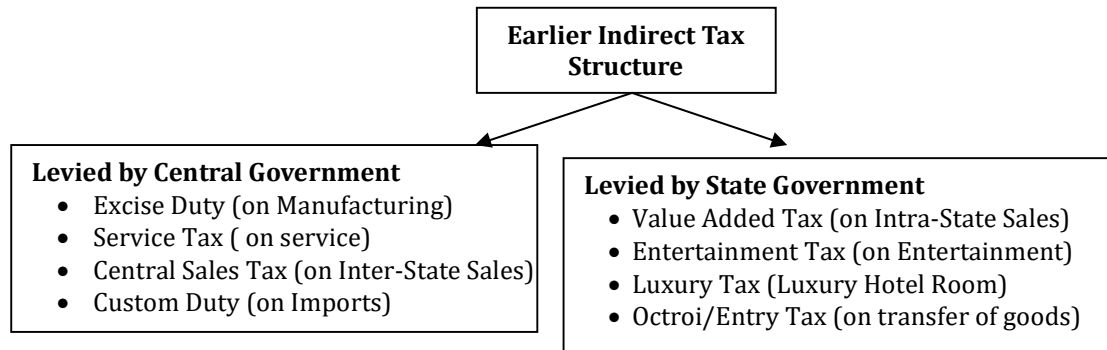 Earlier Indirect Tax
Structure
Levied by Central Government
• Excise Duty (on Manufacturing)
• Service Tax ( on service)
• Central Sales Tax (on Inter-State Sales)
• Custom Duty (on Imports)
Levied by State Government
• Value Added Tax (on Intra-State Sales)
• Entertainment Tax (on Entertainment)
• Luxury Tax (Luxury Hotel Room)
• Octroi/Entry Tax (on transfer of goods)